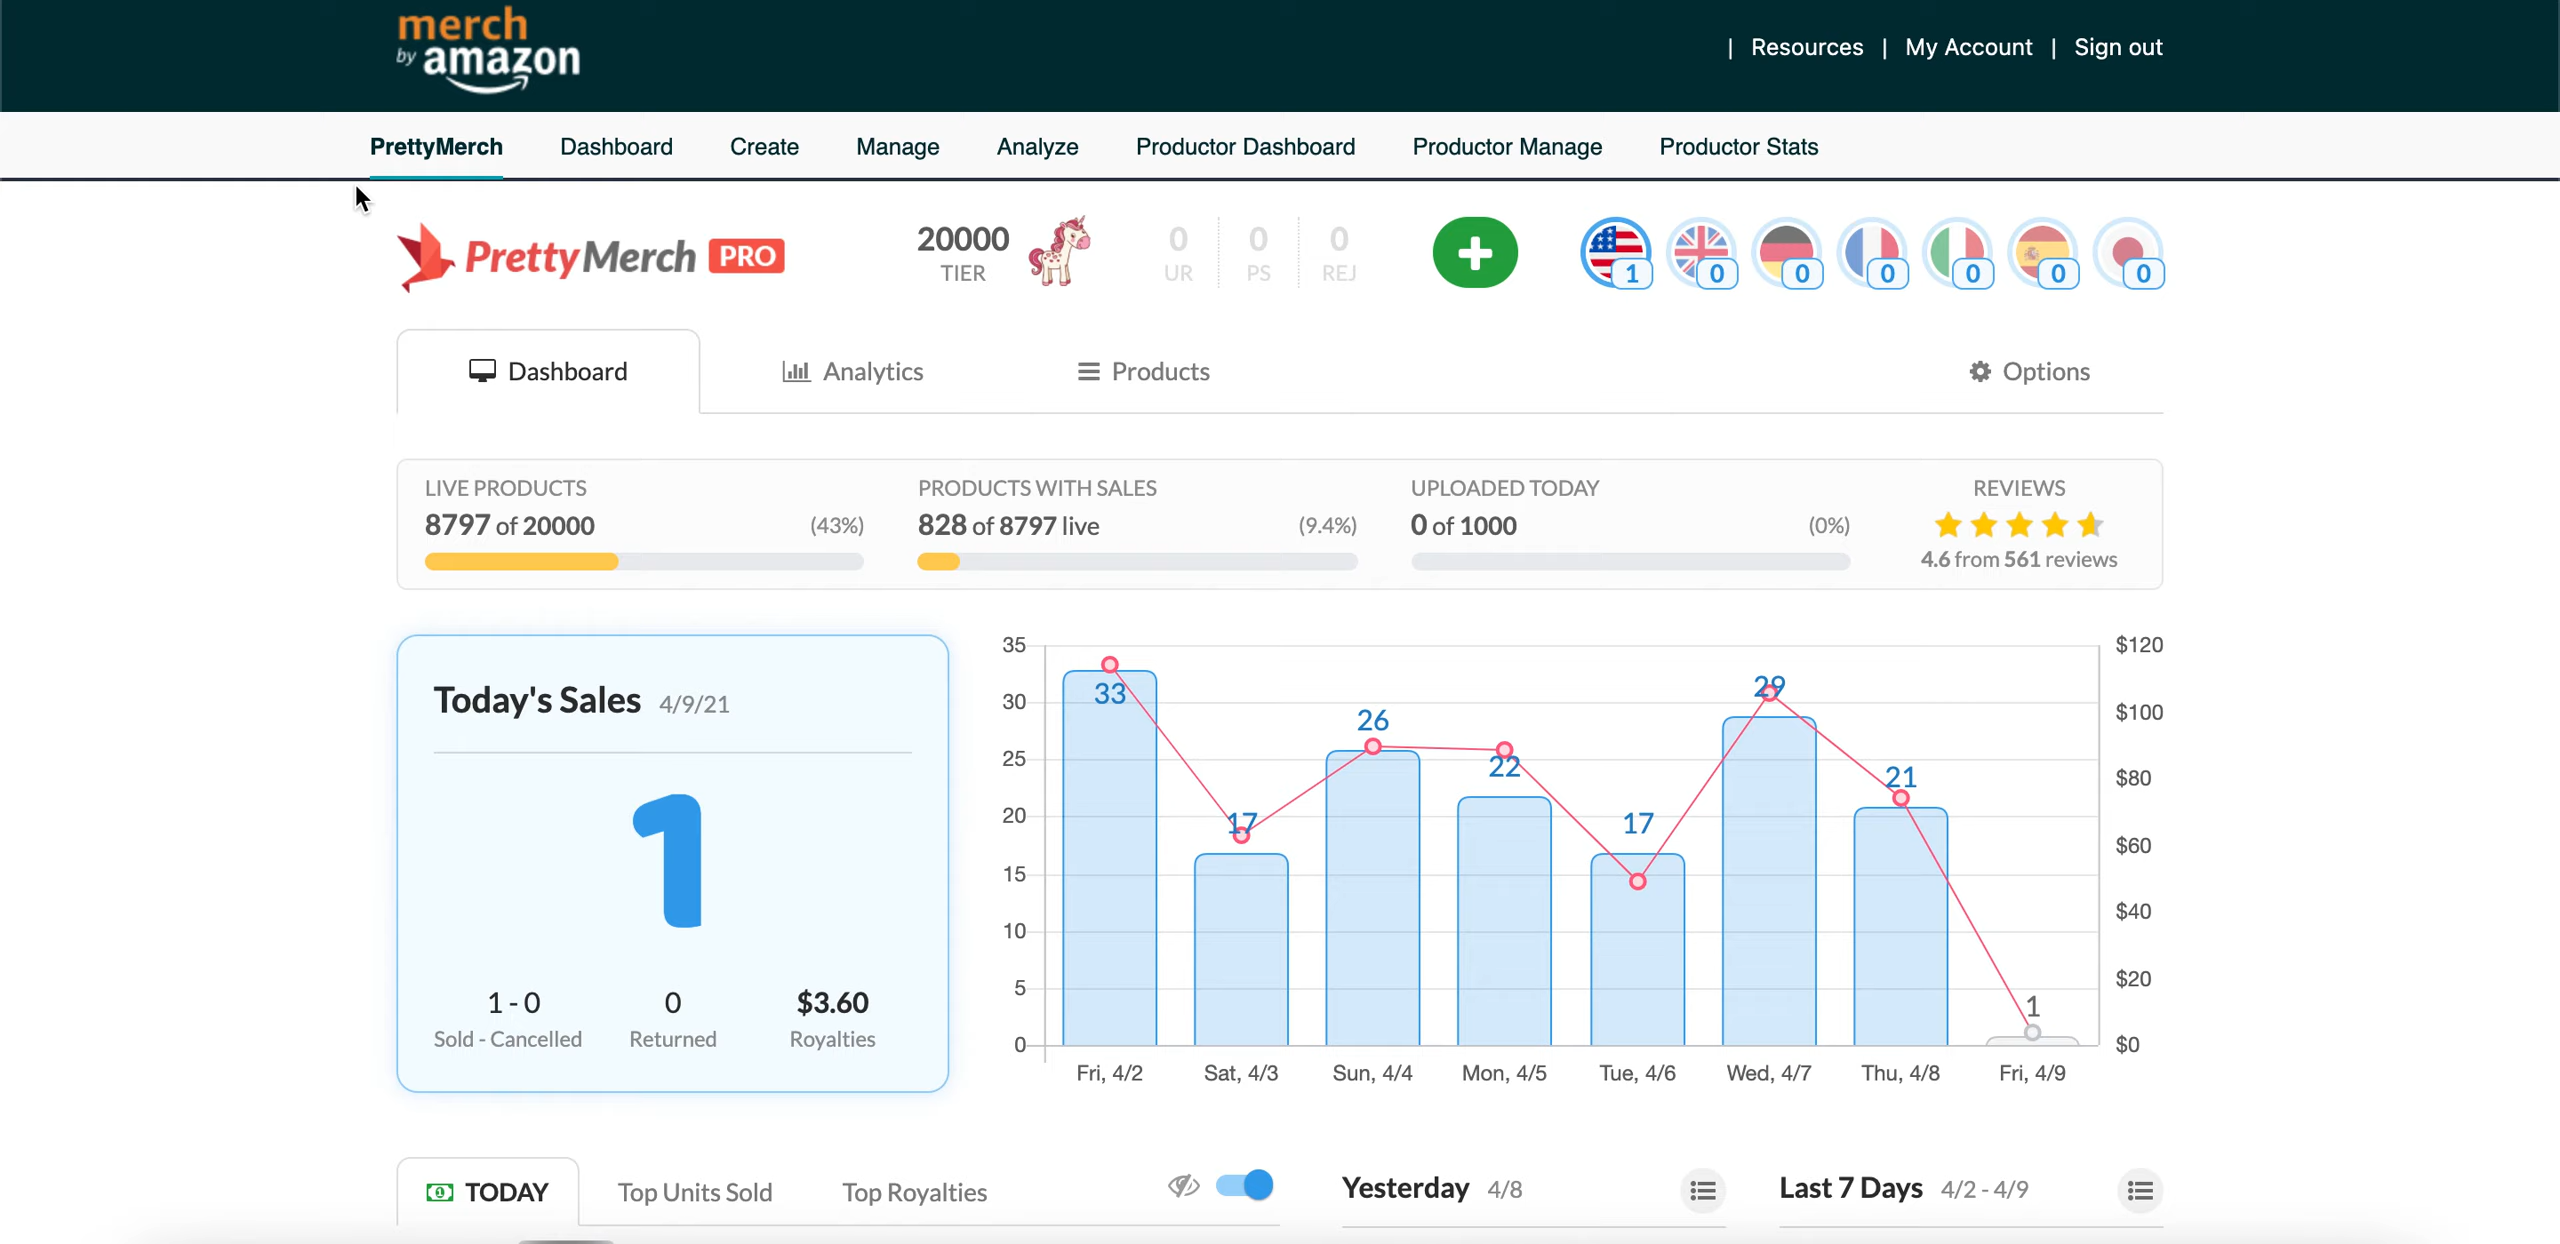 merch
by amazon
| Resources | My Account | Sign out
PrettyMerch Dashboard Create Manage Analyze Productor Dashboard Productor Manage Productor Stats
PrettyMerch PRO
20000
TIER
0 0 0
UR PS REJ
1 0 0 0 0 0 0
Dashboard Analytics Products Options
LIVE PRODUCTS
8797 of 20000 (43%)
PRODUCTS WITH SALES
828 of 8797 live (9.4%)
UPLOADED TODAY
0 of 1000 (0%)
REVIEWS
4.6 from 561 reviews
Today's Sales 4/9/21
1
1 - 0 0 $3.60
Sold - Cancelled Returned Royalties
35
30
25
20
15
10
5
0
33 17 26 22 17 29 21 1
$120
$100
$80
$60
$40
$20
$0
Fri, 4/2 Sat, 4/3 Sun, 4/4 Mon, 4/5 Tue, 4/6 Wed, 4/7 Thu, 4/8 Fri, 4/9
TODAY Top Units Sold Top Royalties
Yesterday 4/8
Last 7 Days 4/2 - 4/9